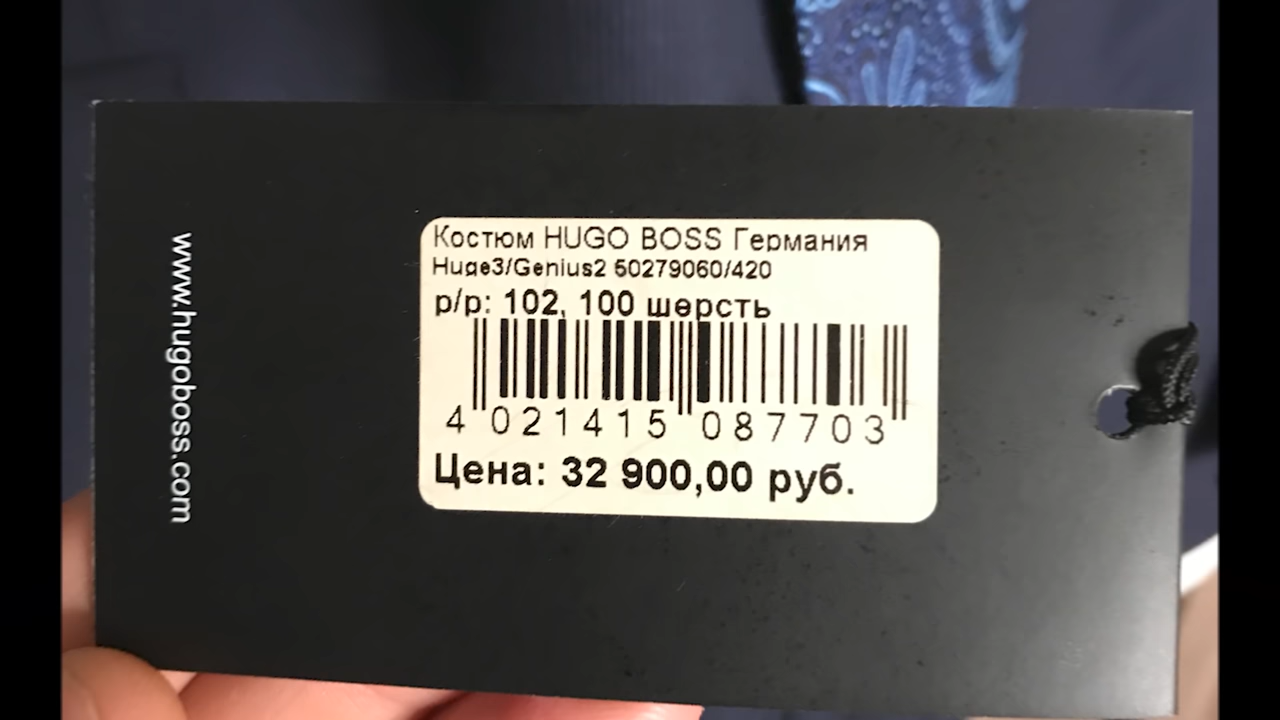 www.hugoboss.com
Костюм HUGO BOSS Германия
Huge3/Genius2 50279060/420
р/р: 102, 100 шерсть
4 021415 087703
Цена: 32 900,00 руб.